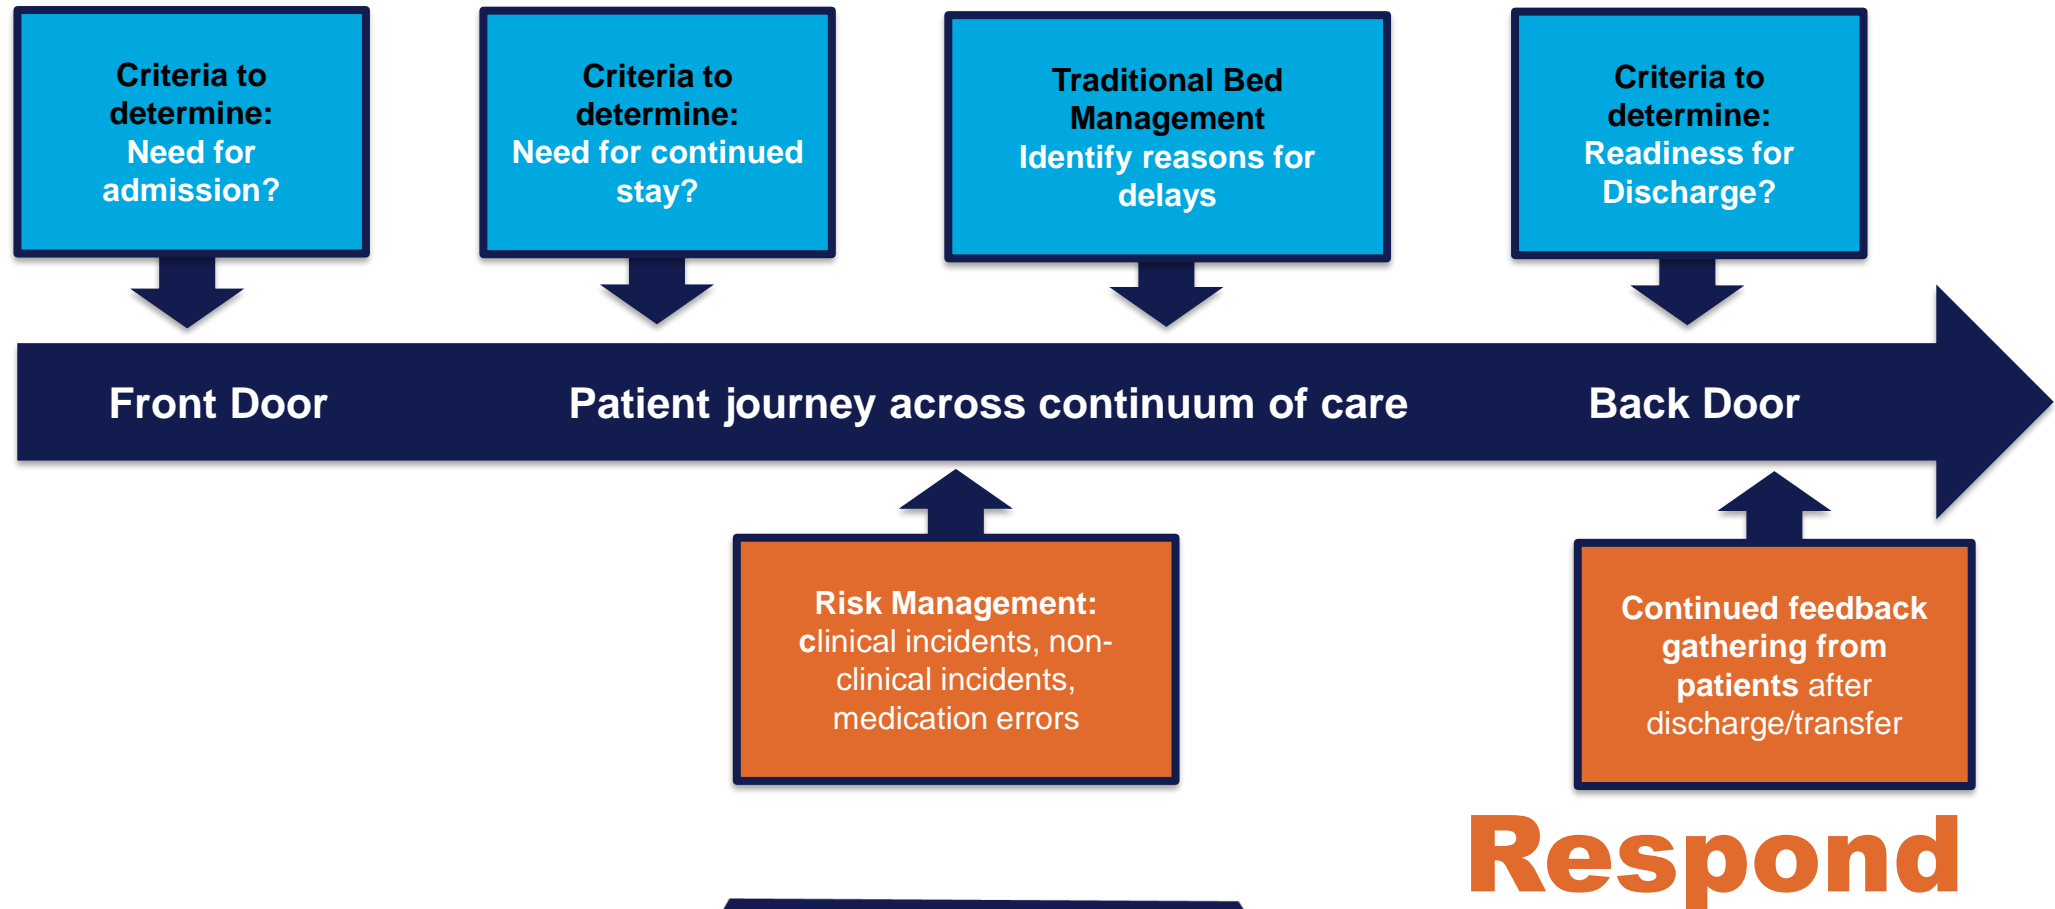 Criteria to
determine:
Need for
admission?
Criteria to
determine:
Need for continued
stay?
Traditional Bed
Management
Identify reasons for
delays
Criteria to
determine:
Readiness for
Discharge?
Front Door
Patient journey across continuum of care
Back Door
Risk Management:
clinical incidents, non-
clinical incidents,
medication errors
Continued feedback
gathering from
patients after
discharge/transfer
Respond